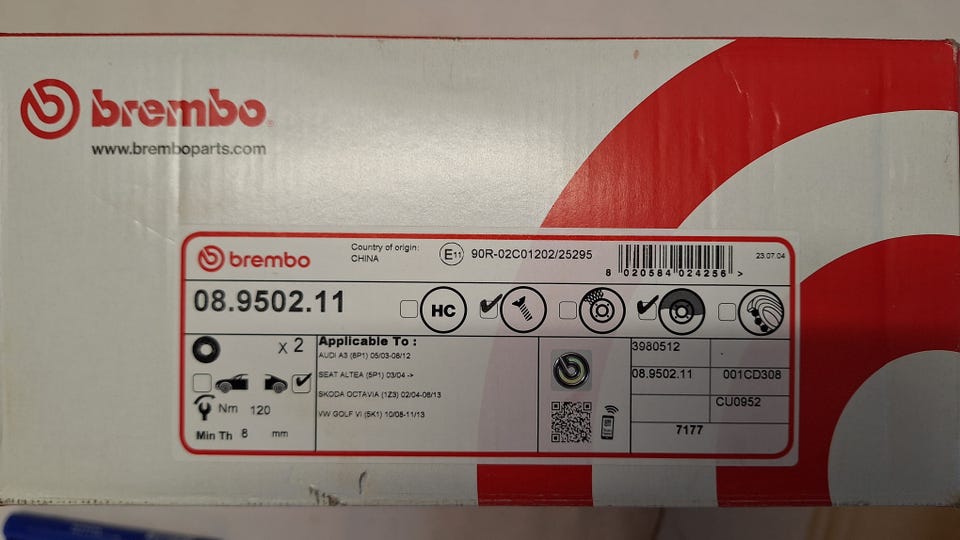 brembo
www.bremboparts.com
brembo
Country of origin:
CHINA
E11 90R-02C01202/25295
8 020584 024256 >
23.07.04
08.9502.11
HC
x 2
Nm 120
Min Th 8 mm
Applicable To :
AUDI A3 (8P1) 05/03-08/12
SEAT ALTEA (5P1) 03/04 ->
SKODA OCTAVIA (1Z3) 02/04-06/13
VW GOLF VI (5K1) 10/08-11/13
3980512
08.9502.11 001CD308
CU0952
7177